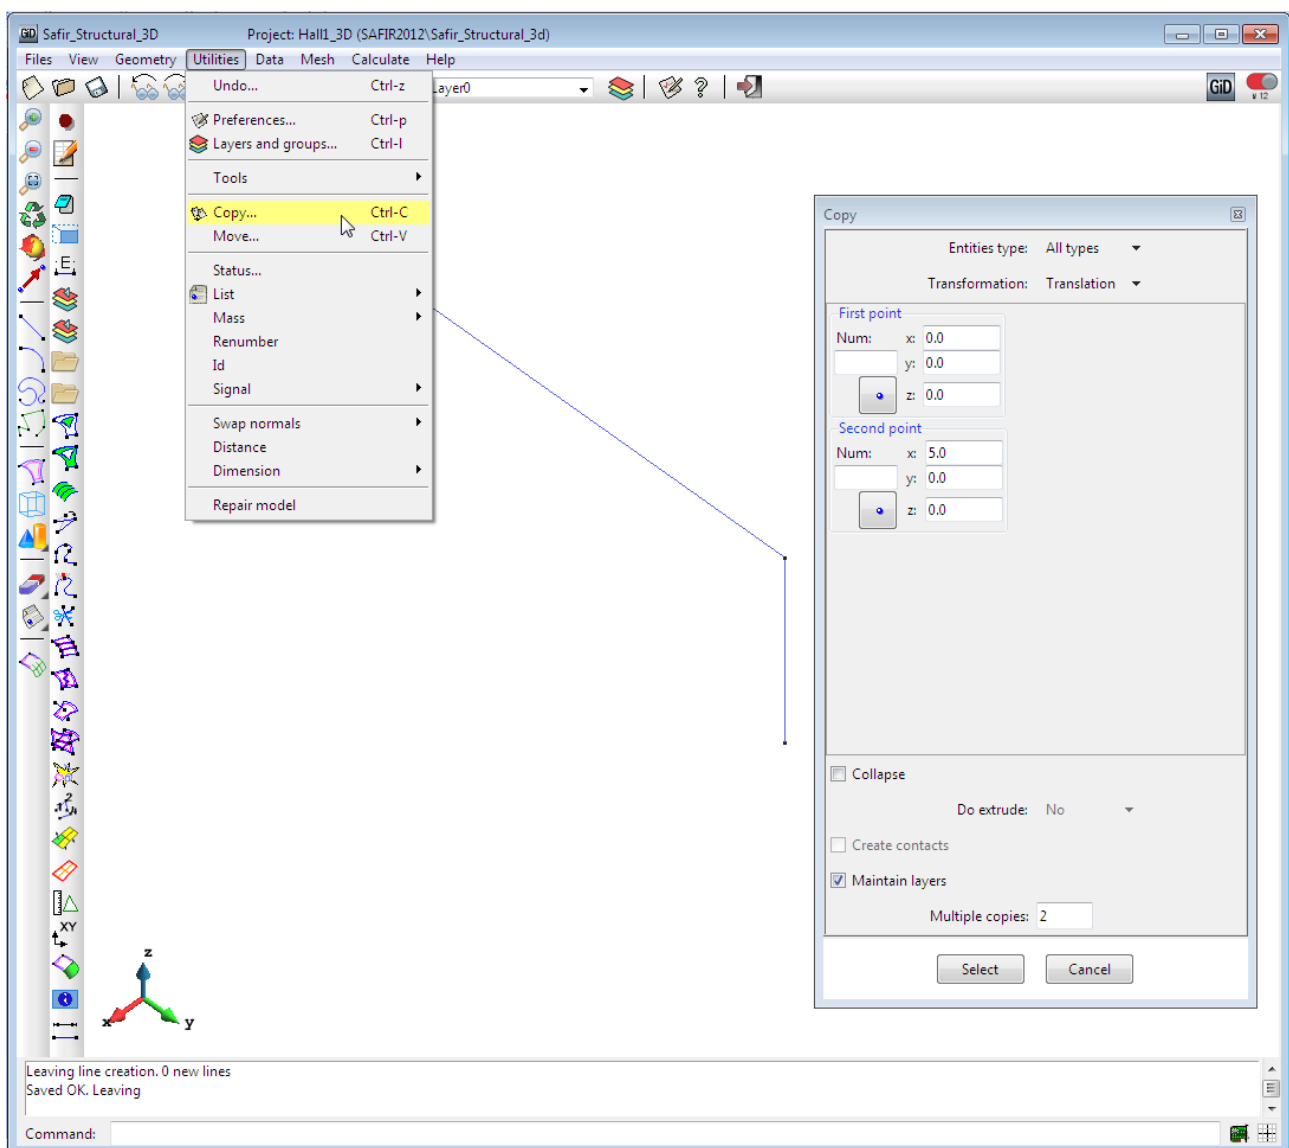 GiD Safir_Structural_3D Project: Hall1_3D (SAFIR2012\Safir_Structural_3d)
Files View Geometry Utilities Data Mesh Calculate Help
Layer0
GiD
v 12
Undo... Ctrl-z
Preferences... Ctrl-p
Layers and groups... Ctrl-l
Tools
Copy... Ctrl-C
Move... Ctrl-V
Status...
List
Mass
Renumber
Id
Signal
Swap normals
Distance
Dimension
Repair model
Copy
Entities type: All types
Transformation: Translation
First point
Num: x: 0.0
y: 0.0
z: 0.0
Second point
Num: x: 5.0
y: 0.0
z: 0.0
Collapse
Do extrude: No
Create contacts
Maintain layers
Multiple copies: 2
Select Cancel
E
2
XY
z
x
y
Leaving line creation. 0 new lines
Saved OK. Leaving
Command: